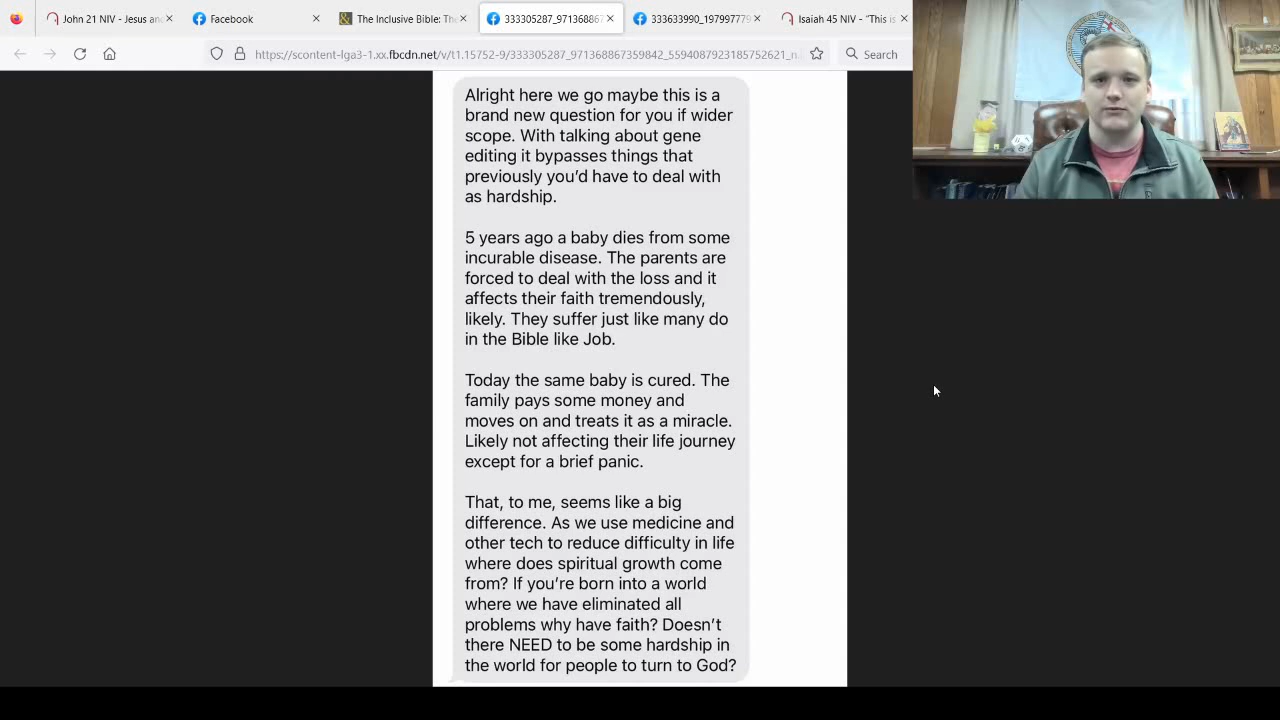 John 21 NIV - Jesus and
Facebook
The Inclusive Bible: The
333305287_971368867
333633990_197997779
Isaiah 45 NIV - “This is
https://scontent-lga3-1.xx.fbcdn.net/v/t1.15752-9/333305287_971368867359842_5594087923185752621_n.
Search
Alright here we go maybe this is a
brand new question for you if wider
scope. With talking about gene
editing it bypasses things that
previously you’d have to deal with
as hardship.
5 years ago a baby dies from some
incurable disease. The parents are
forced to deal with the loss and it
affects their faith tremendously,
likely. They suffer just like many do
in the Bible like Job.
Today the same baby is cured. The
family pays some money and
moves on and treats it as a miracle.
Likely not affecting their life journey
except for a brief panic.
That, to me, seems like a big
difference. As we use medicine and
other tech to reduce difficulty in life
where does spiritual growth come
from? If you’re born into a world
where we have eliminated all
problems why have faith? Doesn’t
there NEED to be some hardship in
the world for people to turn to God?